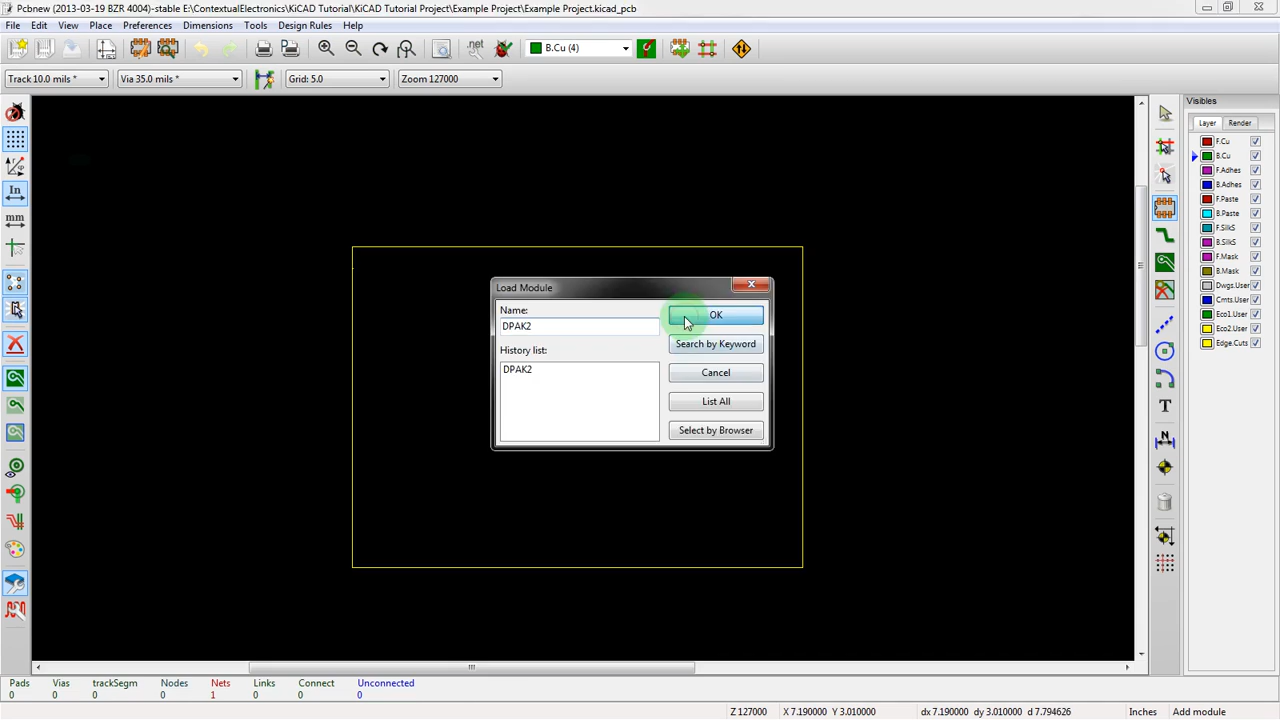 Pcbnew (2013-03-19 BZR 4004)-stable E:\ContextualElectronics\KiCAD Tutorial\KiCAD Tutorial Project\Example Project\Example Project.kicad_pcb
File Edit View Place Preferences Dimensions Tools Design Rules Help
.net B.Cu (4)
Track 10.0 mils * Via 35.0 mils * Grid: 5.0 Zoom 127000
Visibles
Layer Render
F.Cu
B.Cu
F.Adhes
B.Adhes
F.Paste
B.Paste
F.SilkS
B.SilkS
F.Mask
B.Mask
Dwgs.User
Cmts.User
Eco1.User
Eco2.User
Edge.Cuts
In
mm
T
N
Load Module
Name:
DPAK2
OK
Search by Keyword
History list:
DPAK2
Cancel
List All
Select by Browser
Pads Vias trackSegm Nodes Nets Links Connect Unconnected
0 0 0 0 1 0 0 0
Z 127000 X 7.190000 Y 3.010000 dx 7.190000 dy 3.010000 d 7.794626 Inches Add module